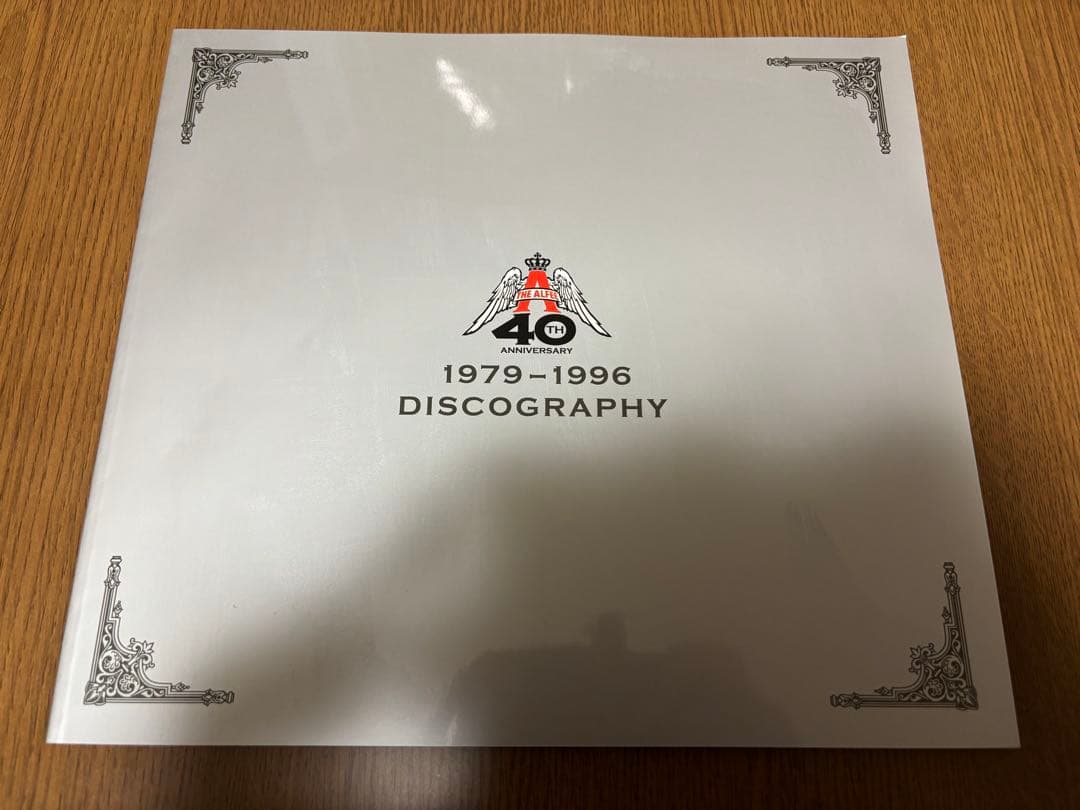 A
THE ALFEE
40TH
ANNIVERSARY
1979–1996
DISCOGRAPHY